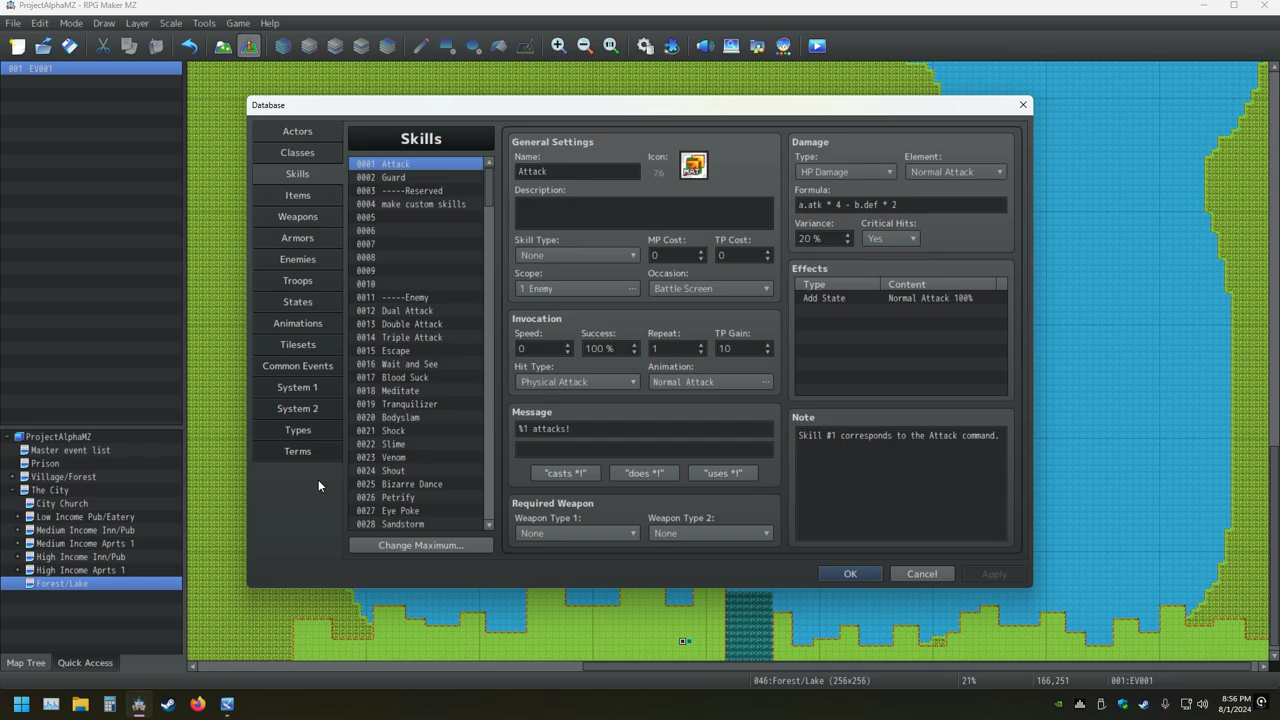 ProjectAlphaMZ - RPG Maker MZ
File Edit Mode Draw Layer Scale Tools Game Help
001 EV001
Database
Actors
Classes
Skills
Items
Weapons
Armors
Enemies
Troops
States
Animations
Tilesets
Common Events
System 1
System 2
Types
Terms
Skills
0001 Attack
0002 Guard
0003 -----Reserved
0004 make custom skills
0005
0006
0007
0008
0009
0010
0011 -----Enemy
0012 Dual Attack
0013 Double Attack
0014 Triple Attack
0015 Escape
0016 Wait and See
0017 Blood Suck
0018 Meditate
0019 Tranquilizer
0020 Bodyslam
0021 Shock
0022 Slime
0023 Venom
0024 Shout
0025 Bizarre Dance
0026 Petrify
0027 Eye Poke
0028 Sandstorm
Change Maximum...
General Settings
Name: Icon:
Attack 76
MAT
Description:
Skill Type: MP Cost: TP Cost:
None 0 0
Scope: Occasion:
1 Enemy ... Battle Screen
Invocation
Speed: Success: Repeat: TP Gain:
0 100 % 1 10
Hit Type: Animation:
Physical Attack Normal Attack ...
Message
%1 attacks!
"casts *!" "does *!" "uses *!"
Required Weapon
Weapon Type 1: Weapon Type 2:
None None
Damage
Type: Element:
HP Damage Normal Attack
Formula:
a.atk * 4 - b.def * 2
Variance: Critical Hits:
20 % Yes
Effects
Type Content
Add State Normal Attack 100%
Note
Skill #1 corresponds to the Attack command.
OK Cancel Apply
ProjectAlphaMZ
Master event list
Prison
Village/Forest
The City
City Church
Low Income Pub/Eatery
Medium Income Inn/Pub
Medium Income Aprts 1
High Income Inn/Pub
High Income Aprts 1
Forest/Lake
Map Tree Quick Access
046:Forest/Lake (256x256) 21% 166,251 001:EV001
8:56 PM
8/1/2024